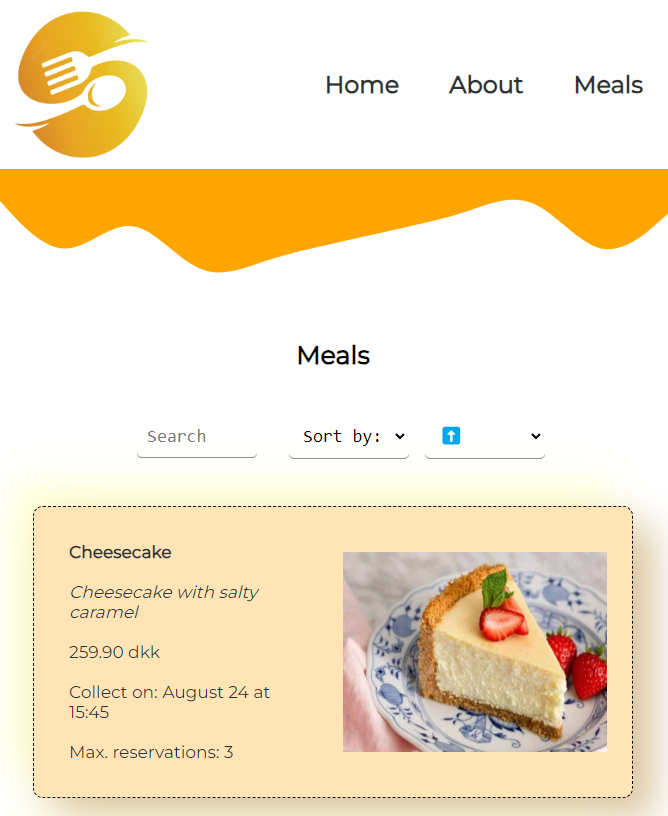 Home About Meals
Meals
Search Sort by: ⬆️
Cheesecake
Cheesecake with salty
caramel
259.90 dkk
Collect on: August 24 at
15:45
Max. reservations: 3